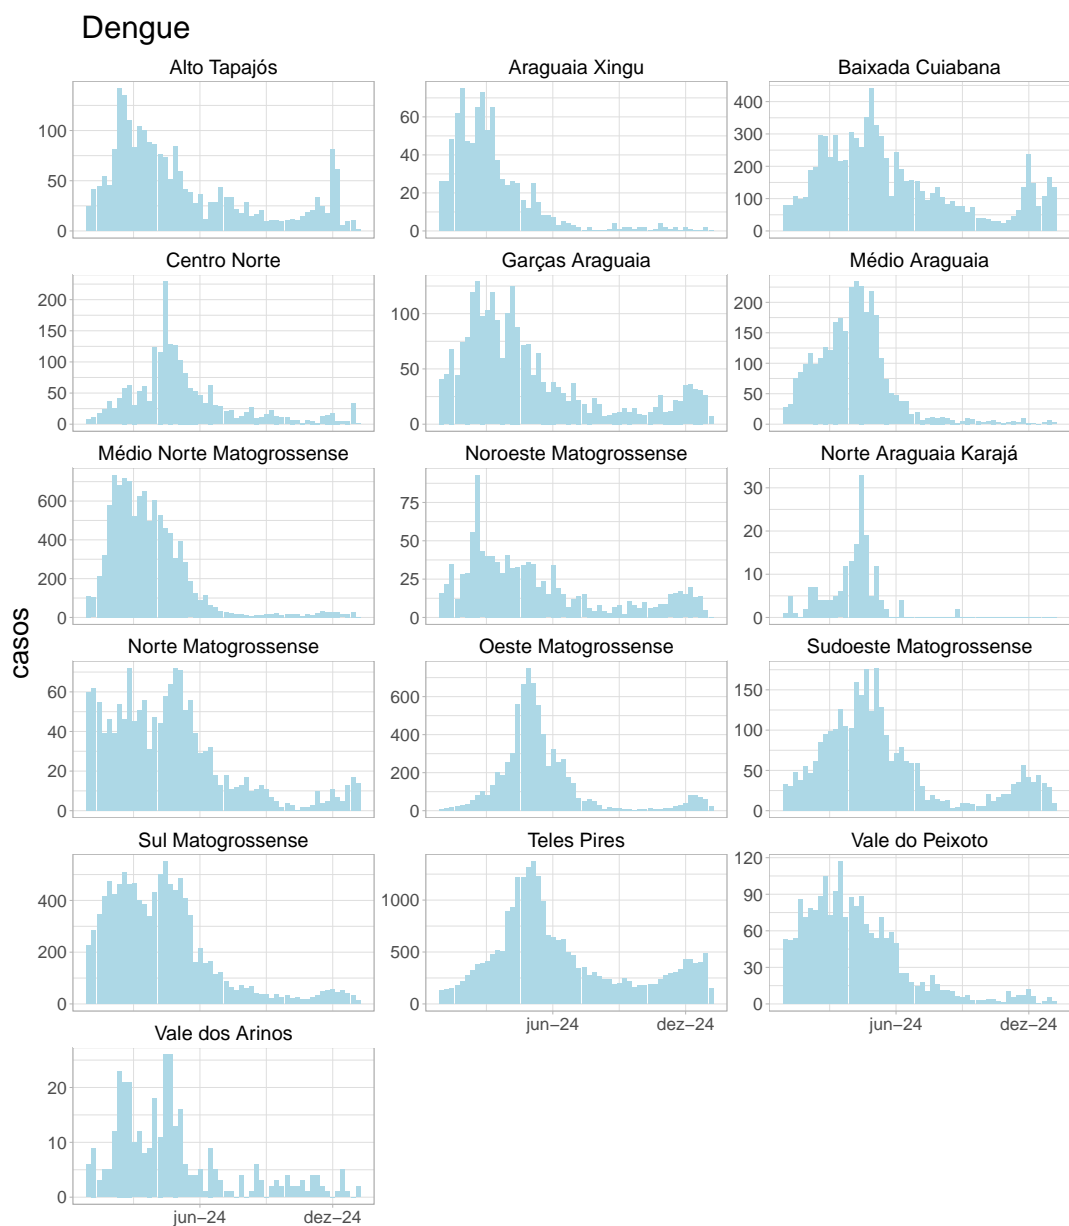 Dengue
Alto Tapajós
Araguaia Xingu
Baixada Cuiabana
100
50
0
60
40
20
0
400
300
200
100
0
Centro Norte
Garças Araguaia
Médio Araguaia
200
150
100
50
0
100
50
0
200
150
100
50
0
Médio Norte Matogrossense
Noroeste Matogrossense
Norte Araguaia Karajá
600
400
200
0
75
50
25
0
30
20
10
0
casos
Norte Matogrossense
Oeste Matogrossense
Sudoeste Matogrossense
60
40
20
0
600
400
200
0
150
100
50
0
Sul Matogrossense
Teles Pires
Vale do Peixoto
400
200
0
1000
500
0
120
90
60
30
0
jun−24
dez−24
jun−24
dez−24
Vale dos Arinos
20
10
0
jun−24
dez−24